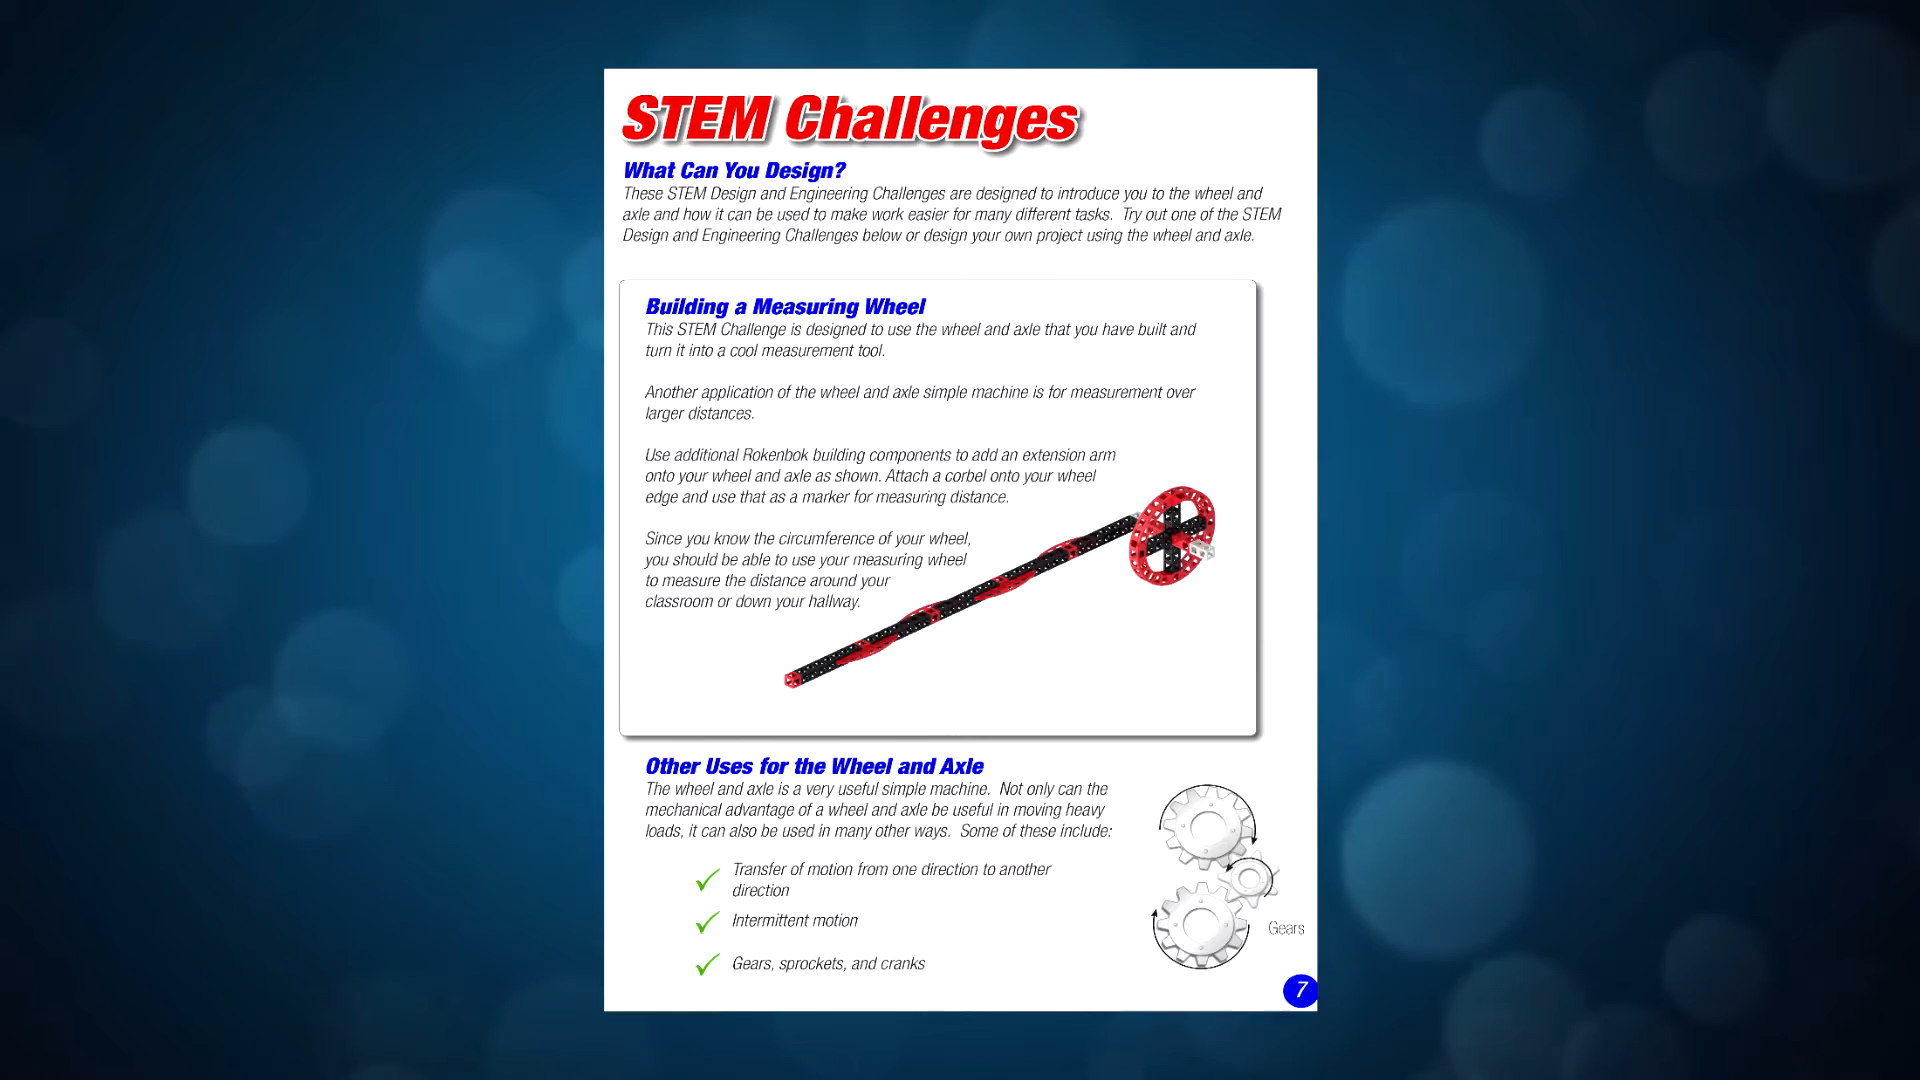 STEM Challenges
What Can You Design?
These STEM Design and Engineering Challenges are designed to introduce you to the wheel and
axle and how it can be used to make work easier for many different tasks.  Try out one of the STEM
Design and Engineering Challenges below or design your own project using the wheel and axle.
Building a Measuring Wheel
This STEM Challenge is designed to use the wheel and axle that you have built and
turn it into a cool measurement tool.
Another application of the wheel and axle simple machine is for measurement over
larger distances.
Use additional Rokenbok building components to add an extension arm
onto your wheel and axle as shown. Attach a corbel onto your wheel
edge and use that as a marker for measuring distance.
Since you know the circumference of your wheel,
you should be able to use your measuring wheel
to measure the distance around your
classroom or down your hallway.
Other Uses for the Wheel and Axle
The wheel and axle is a very useful simple machine.  Not only can the
mechanical advantage of a wheel and axle be useful in moving heavy
loads, it can also be used in many other ways.  Some of these include:
Transfer of motion from one direction to another
direction
Intermittent motion
Gears, sprockets, and cranks
Gears
7